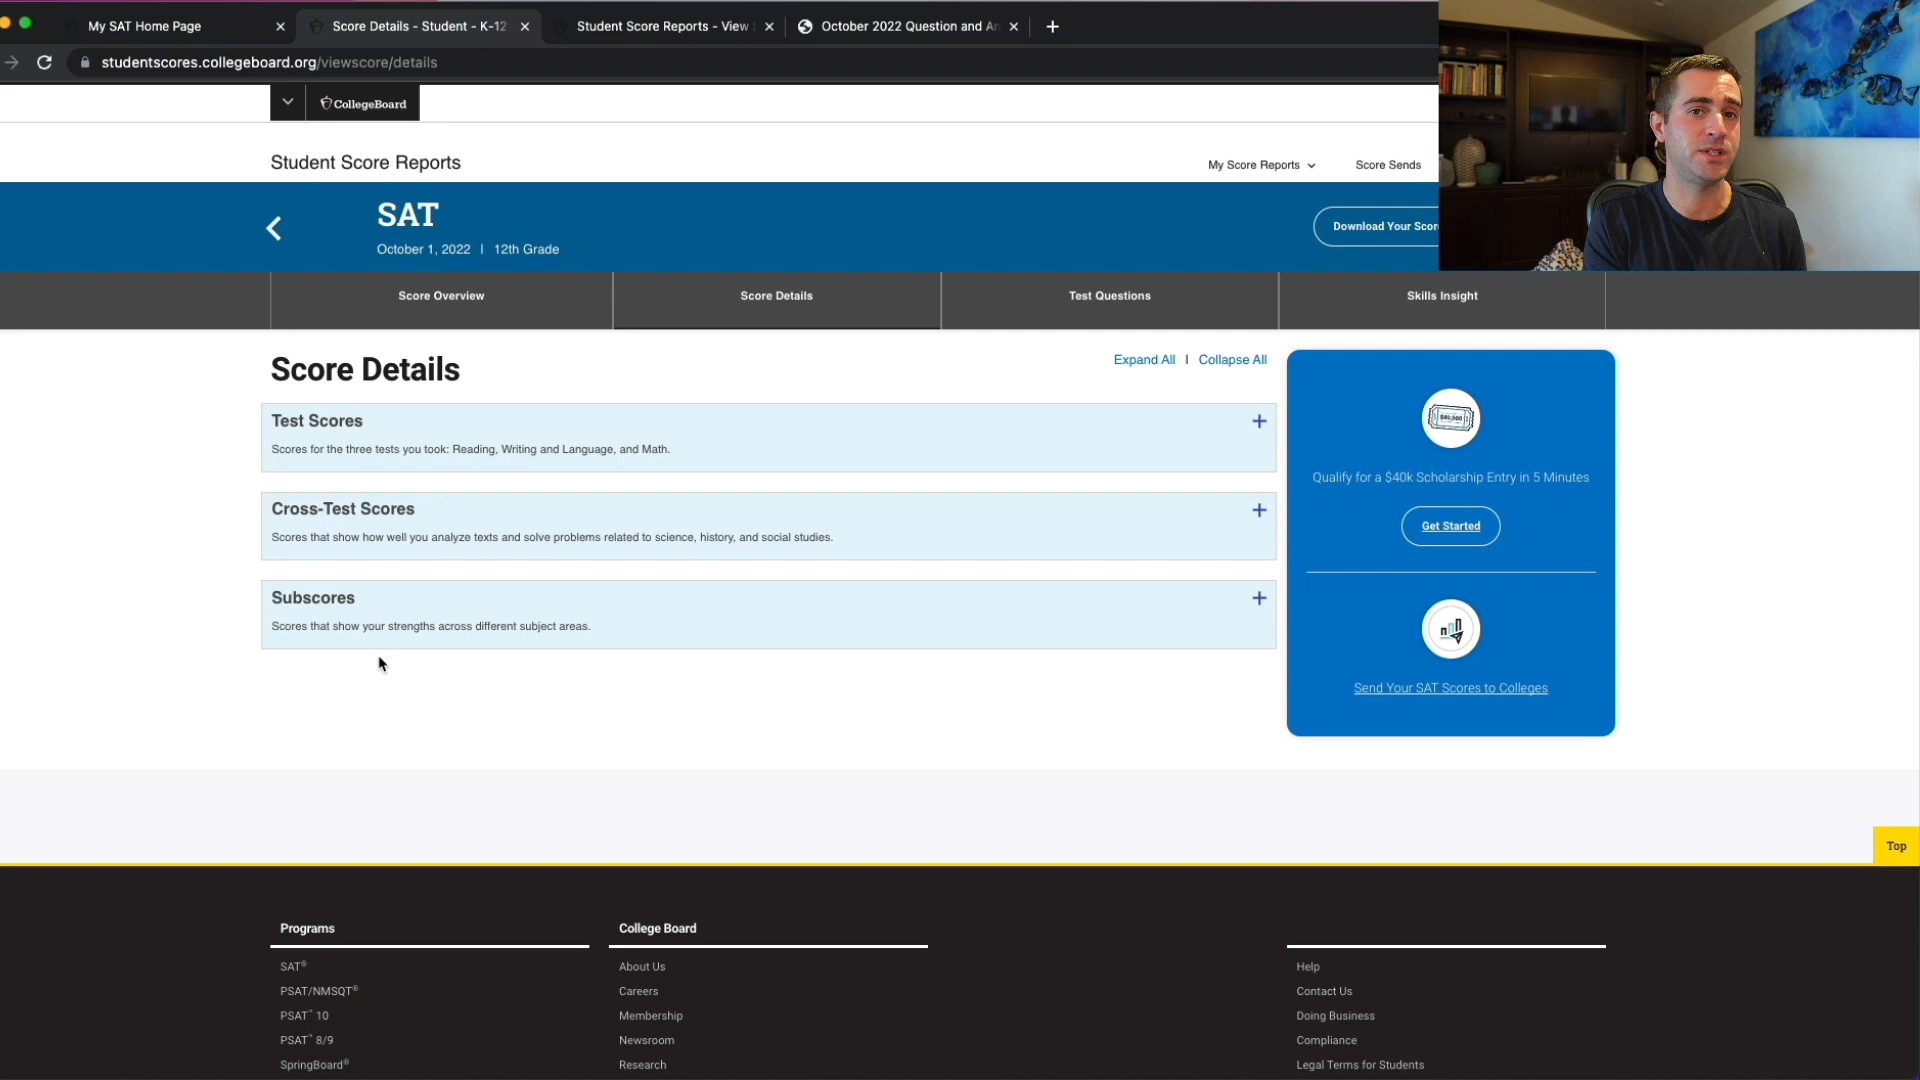 My SAT Home Page
Score Details - Student - K-12
Student Score Reports - View
October 2022 Question and An
studentscores.collegeboard.org/viewscore/details
CollegeBoard
Student Score Reports
My Score Reports
Score Sends
SAT
October 1, 2022 | 12th Grade
Download Your Scor
Score Overview
Score Details
Test Questions
Skills Insight
Score Details
Expand All | Collapse All
Test Scores
Scores for the three tests you took: Reading, Writing and Language, and Math.
Cross-Test Scores
Scores that show how well you analyze texts and solve problems related to science, history, and social studies.
Subscores
Scores that show your strengths across different subject areas.
$40,000
Qualify for a $40k Scholarship Entry in 5 Minutes
Get Started
Send Your SAT Scores to Colleges
Top
Programs
SAT®
PSAT/NMSQT®
PSAT™ 10
PSAT™ 8/9
SpringBoard®
College Board
About Us
Careers
Membership
Newsroom
Research
Help
Contact Us
Doing Business
Compliance
Legal Terms for Students